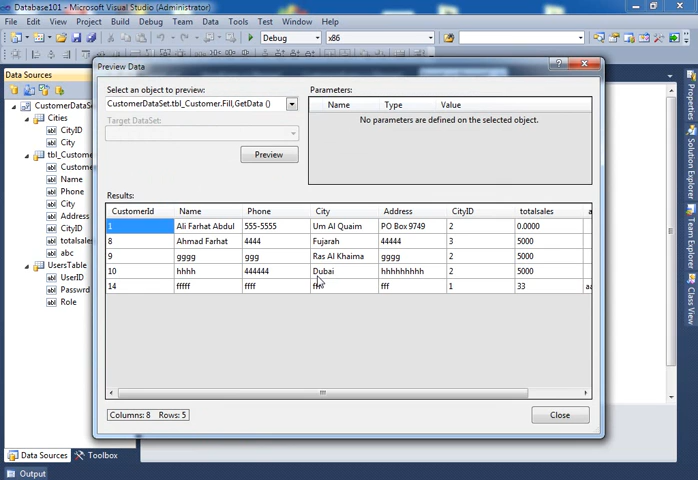 Database101 - Microsoft Visual Studio (Administrator)
File Edit View Project Build Debug Team Data Tools Test Window Help
Debug x86
Data Sources
CustomerDataSet
Cities
CityID
City
tbl_Custome
Custome
Name
Phone
City
Address
CityID
totalsales
abc
UsersTable
UserID
Passwrd
Role
Data Sources Toolbox
Output
Properties
Solution Explorer
Team Explorer
Class View
Preview Data
Select an object to preview:
CustomerDataSet.tbl_Customer.Fill,GetData ()
Target DataSet:
Preview
Parameters:
Name Type Value
No parameters are defined on the selected object.
Results:
CustomerId Name Phone City Address CityID totalsales a
1 Ali Farhat Abdul 555-5555 Um Al Quaim PO Box 9749 2 0.0000
8 Ahmad Farhat 4444 Fujarah 44444 3 5000
9 gggg ggg Ras Al Khaima gggg 2 5000
10 hhhh 444444 Dubai hhhhhhhhh 2 5000
14 fffff ffff ffff fff 1 33 aa
Columns: 8 Rows: 5
Close